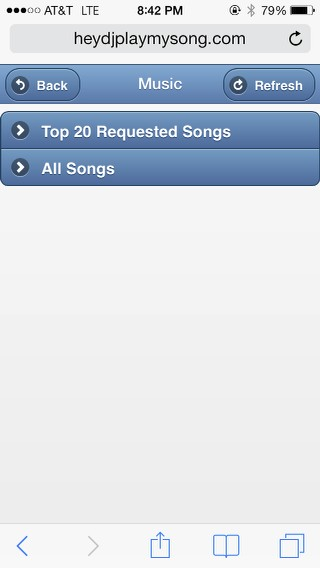 AT&T LTE 8:42 PM 79%
heydjplaymysong.com
Back Music Refresh
Top 20 Requested Songs
All Songs